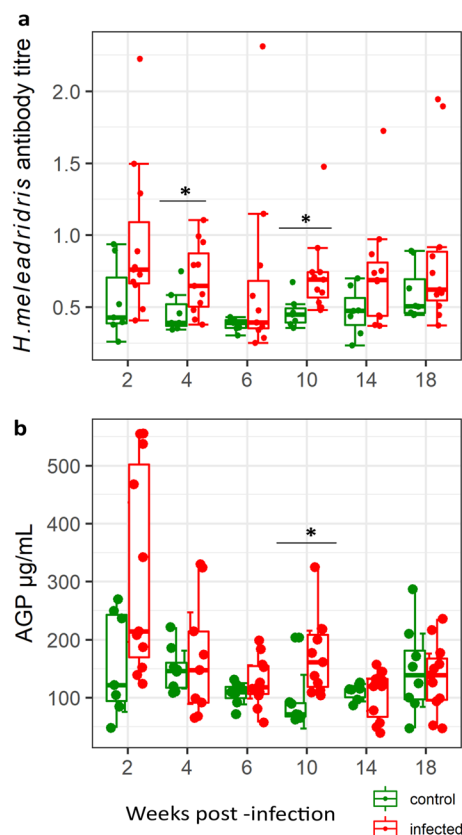 a
H.meleadridris antibody titre
2.0
1.5
1.0
0.5
*
*
2 4 6 10 14 18
b
AGP µg/mL
500
400
300
200
100
*
2 4 6 10 14 18
Weeks post -infection
control
infected